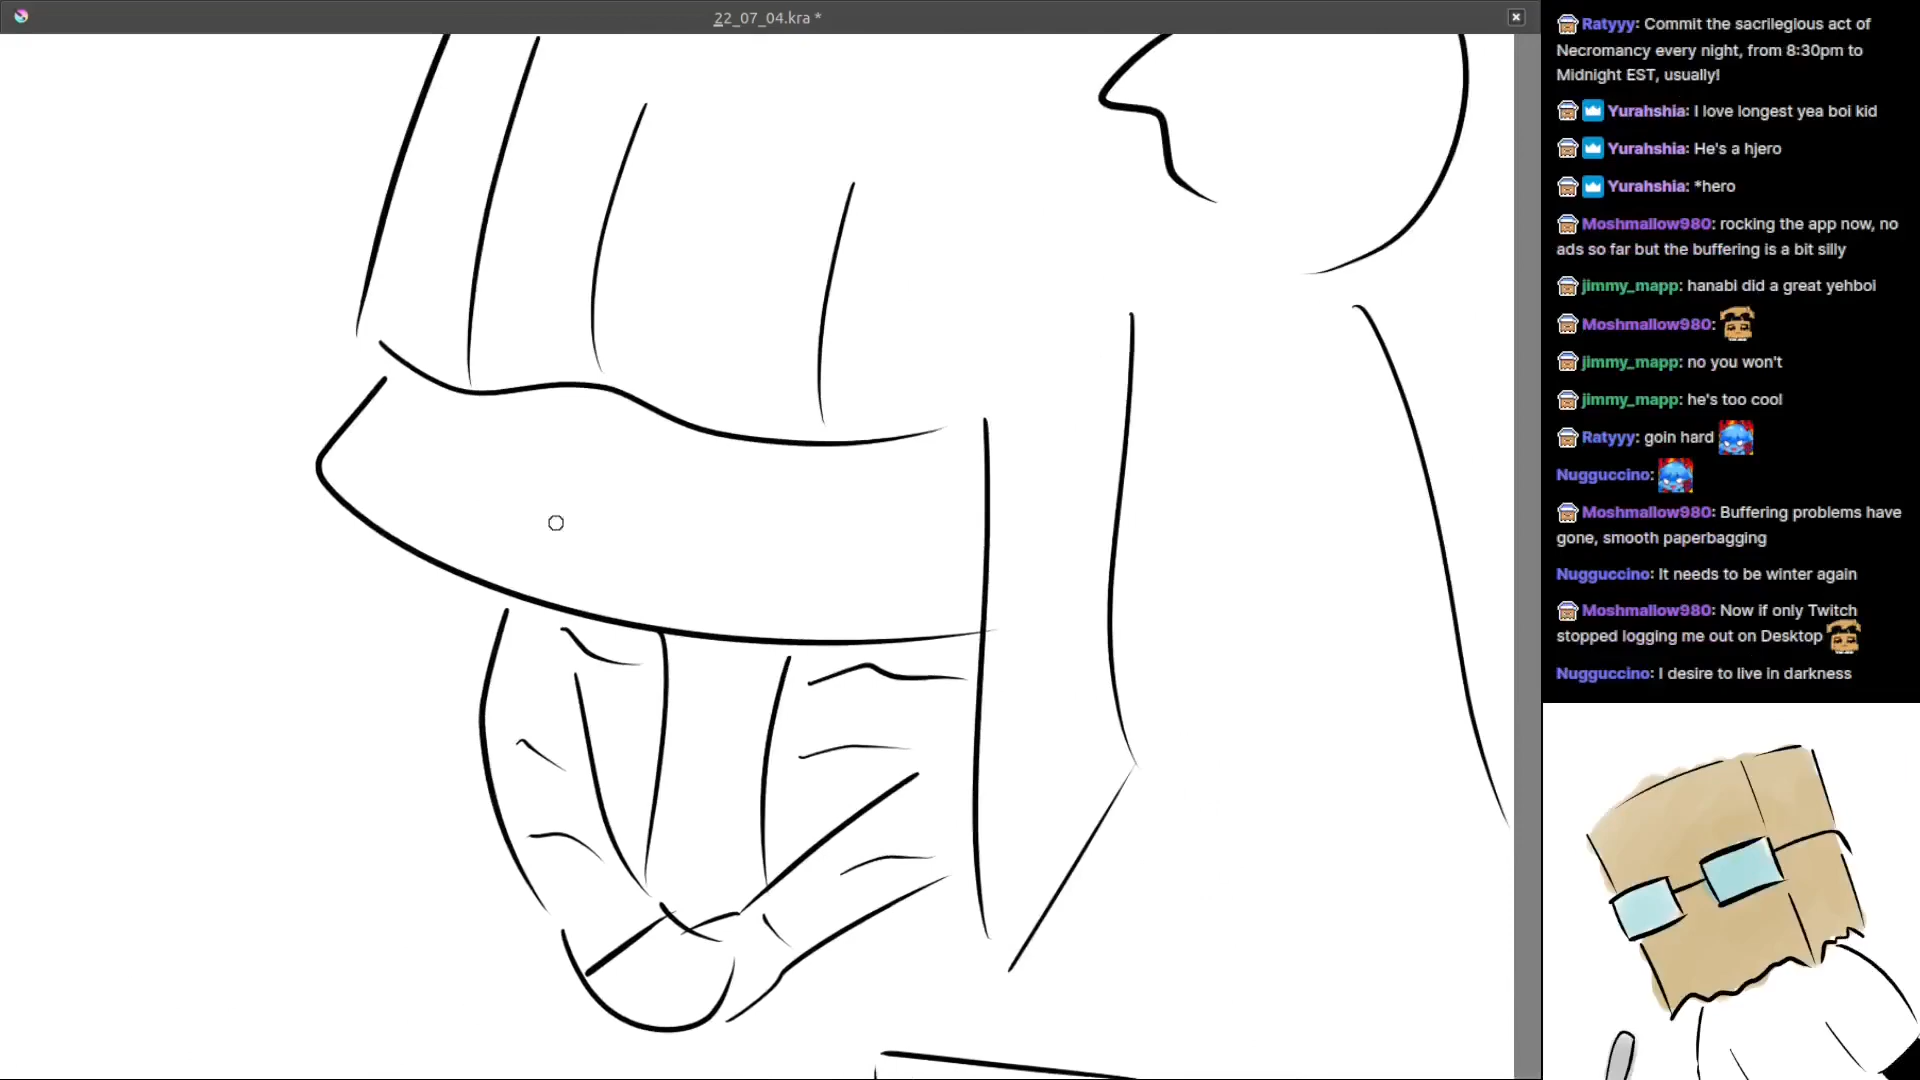 22_07_04.kra *
Ratyyy: Commit the sacrilegious act of
Necromancy every night, from 8:30pm to
Midnight EST, usually!
Yurahshia: I love longest yea boi kid
Yurahshia: He's a hjero
Yurahshia: *hero
Moshmallow980: rocking the app now, no
ads so far but the buffering is a bit silly
jimmy_mapp: hanabi did a great yehboi
Moshmallow980:
jimmy_mapp: no you won't
jimmy_mapp: he's too cool
Ratyyy: goin hard
Nugguccino:
Moshmallow980: Buffering problems have
gone, smooth paperbagging
Nugguccino: It needs to be winter again
Moshmallow980: Now if only Twitch
stopped logging me out on Desktop
Nugguccino: I desire to live in darkness